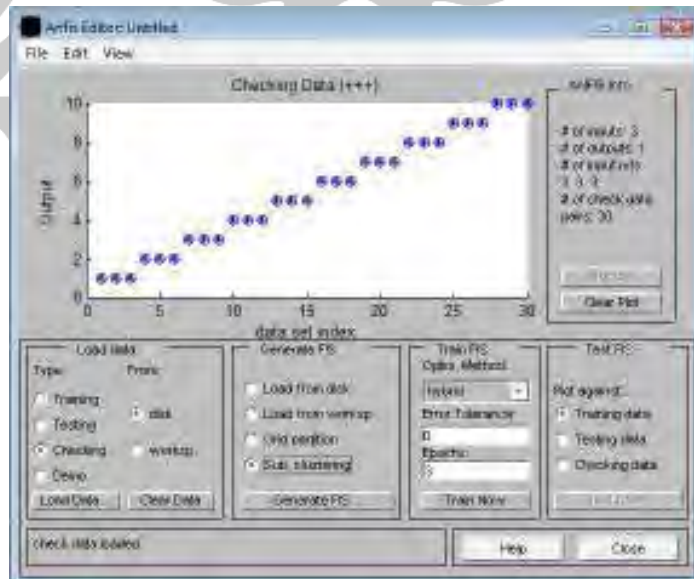 Anfis Editor: Untitled
File Edit View
Checking Data (+++)
Output
10
8
6
4
2
0
0 5 10 15 20 25 30
data set index
ANFIS Info.
# of inputs: 3
# of outputs: 1
# of input mfs:
3 3 3
# of check data
pairs: 30
Clear Plot
Load data
Type: From:
Training
Testing
Checking
Demo
disk
worksp.
Load Data... Clear Data
Generate FIS
Load from disk
Load from worksp.
Grid partition
Sub. clustering
Generate FIS
Train FIS
Optim. Method:
hybrid
Error Tolerance:
0
Epochs:
3
Train Now
Test FIS
Plot against:
Training data
Testing data
Checking data
check data loaded
Help Close